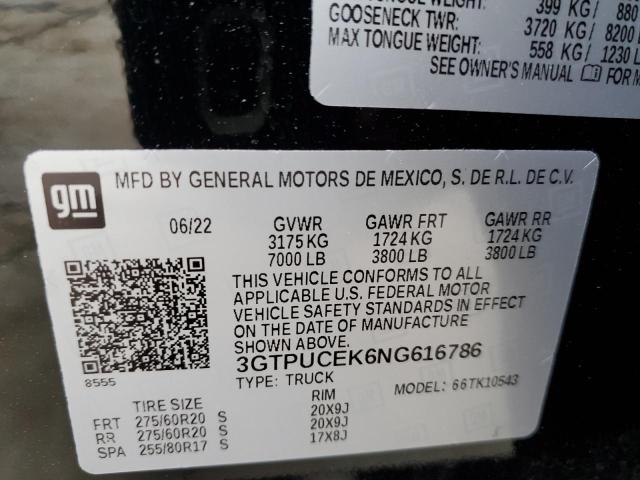 TONGUE WEIGHT: 399 KG/ 880
GOOSENECK TWR: 3720 KG/ 8200
MAX TONGUE WEIGHT: 558 KG/ 1230
SEE OWNER'S MANUAL FOR
gm
MFD BY GENERAL MOTORS DE MEXICO, S. DE R.L. DE C.V.
06/22 GVWR GAWR FRT GAWR RR
3175 KG 1724 KG 1724 KG
7000 LB 3800 LB 3800 LB
THIS VEHICLE CONFORMS TO ALL
APPLICABLE U.S. FEDERAL MOTOR
VEHICLE SAFETY STANDARDS IN EFFECT
ON THE DATE OF MANUFACTURE SHOWN ABOVE.
8555
3GTPUCEK6NG616786
TYPE: TRUCK MODEL: 66TK10543
TIRE SIZE RIM
FRT 275/60R20 S 20X9J
RR 275/60R20 S 20X9J
SPA 255/80R17 S 17X8J